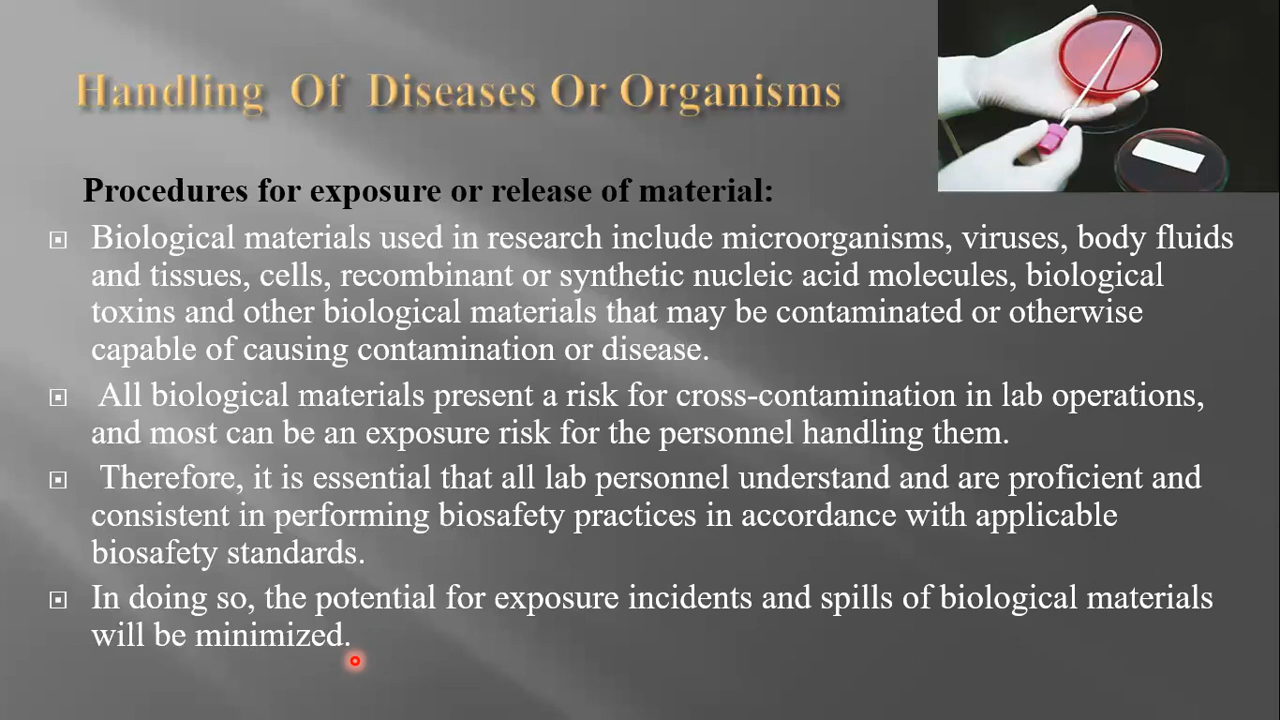 Handling Of Diseases Or Organisms
Procedures for exposure or release of material:
Biological materials used in research include microorganisms, viruses, body fluids
and tissues, cells, recombinant or synthetic nucleic acid molecules, biological
toxins and other biological materials that may be contaminated or otherwise
capable of causing contamination or disease.
All biological materials present a risk for cross-contamination in lab operations,
and most can be an exposure risk for the personnel handling them.
Therefore, it is essential that all lab personnel understand and are proficient and
consistent in performing biosafety practices in accordance with applicable
biosafety standards.
In doing so, the potential for exposure incidents and spills of biological materials
will be minimized.